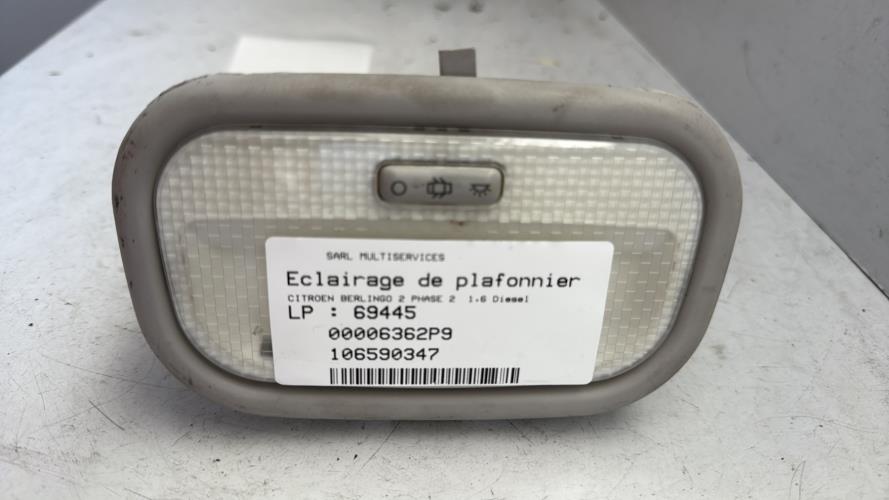 SARL MULTISERVICES
Eclairage de plafonnier
CITROEN BERLINGO 2 PHASE 2 1.6 Diesel
LP : 69445
00006362P9
106590347